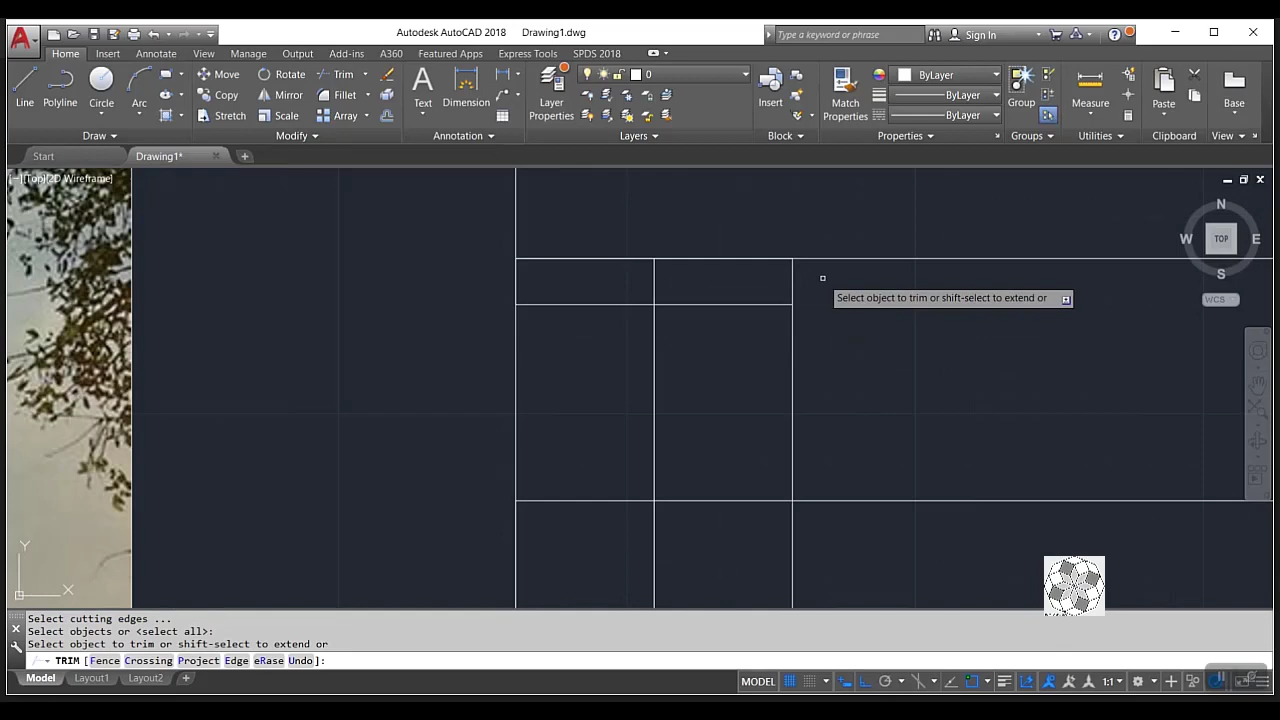 Autodesk AutoCAD 2018 Drawing1.dwg
Type a keyword or phrase
Sign In
Home Insert Annotate View Manage Output Add-ins A360 Featured Apps Express Tools SPDS 2018
Line
Polyline
Circle
Arc
Move
Copy
Stretch
Rotate
Mirror
Scale
Trim
Fillet
Array
Text
Dimension
Layer
Properties
0
Insert
Match
Properties
ByLayer
ByLayer
ByLayer
Group
Measure
Paste
Base
Draw Modify Annotation Layers Block Properties Groups Utilities Clipboard View
Start Drawing1* +
[−][Top][2D Wireframe]
N
W TOP E
S
WCS
Select object to trim or shift-select to extend or
Y
X
Select cutting edges ...
Select objects or <select all>:
Select object to trim or shift-select to extend or
TRIM [Fence Crossing Project Edge eRase Undo]:
Model Layout1 Layout2 +
MODEL 1:1